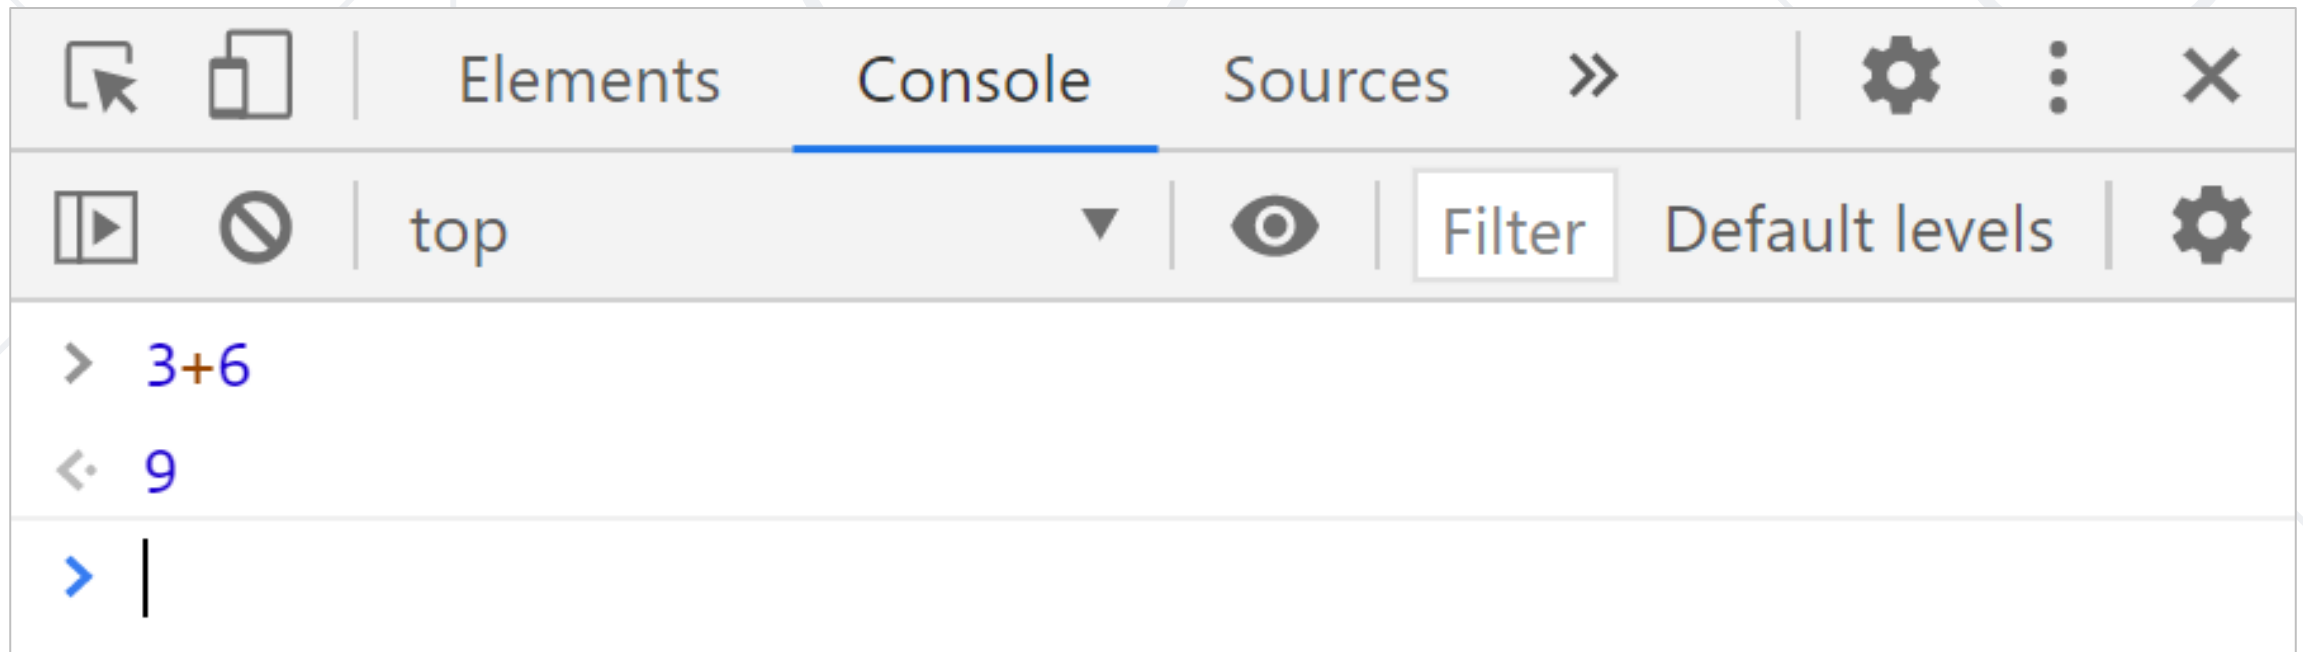 Elements Console Sources
top Filter Default levels
> 3+6
9
>